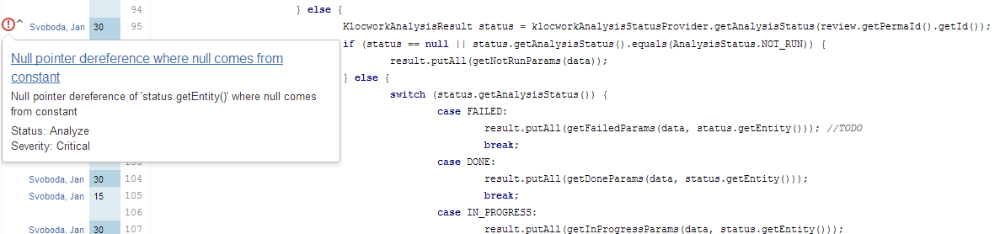 94 } else {
Svoboda, Jan 30 95 KlocworkAnalysisResult status = klocworkAnalysisStatusProvider.getAnalysisStatus(review.getPermaId().getId());
if (status == null || status.getAnalysisStatus().equals(AnalysisStatus.NOT_RUN)) {
Null pointer dereference where null comes from
result.putAll(getNotRunParams(data));
constant
} else {
Null pointer dereference of 'status.getEntity()' where null comes
switch (status.getAnalysisStatus()) {
from constant
case FAILED:
Status: Analyze
result.putAll(getFailedParams(data, status.getEntity())); //TODO
Severity: Critical
break;
103 case DONE:
Svoboda, Jan 30 104 result.putAll(getDoneParams(data, status.getEntity()));
Svoboda, Jan 15 105 break;
106 case IN_PROGRESS:
Svoboda, Jan 30 107 result.putAll(getInProgressParams(data, status.getEntity()));